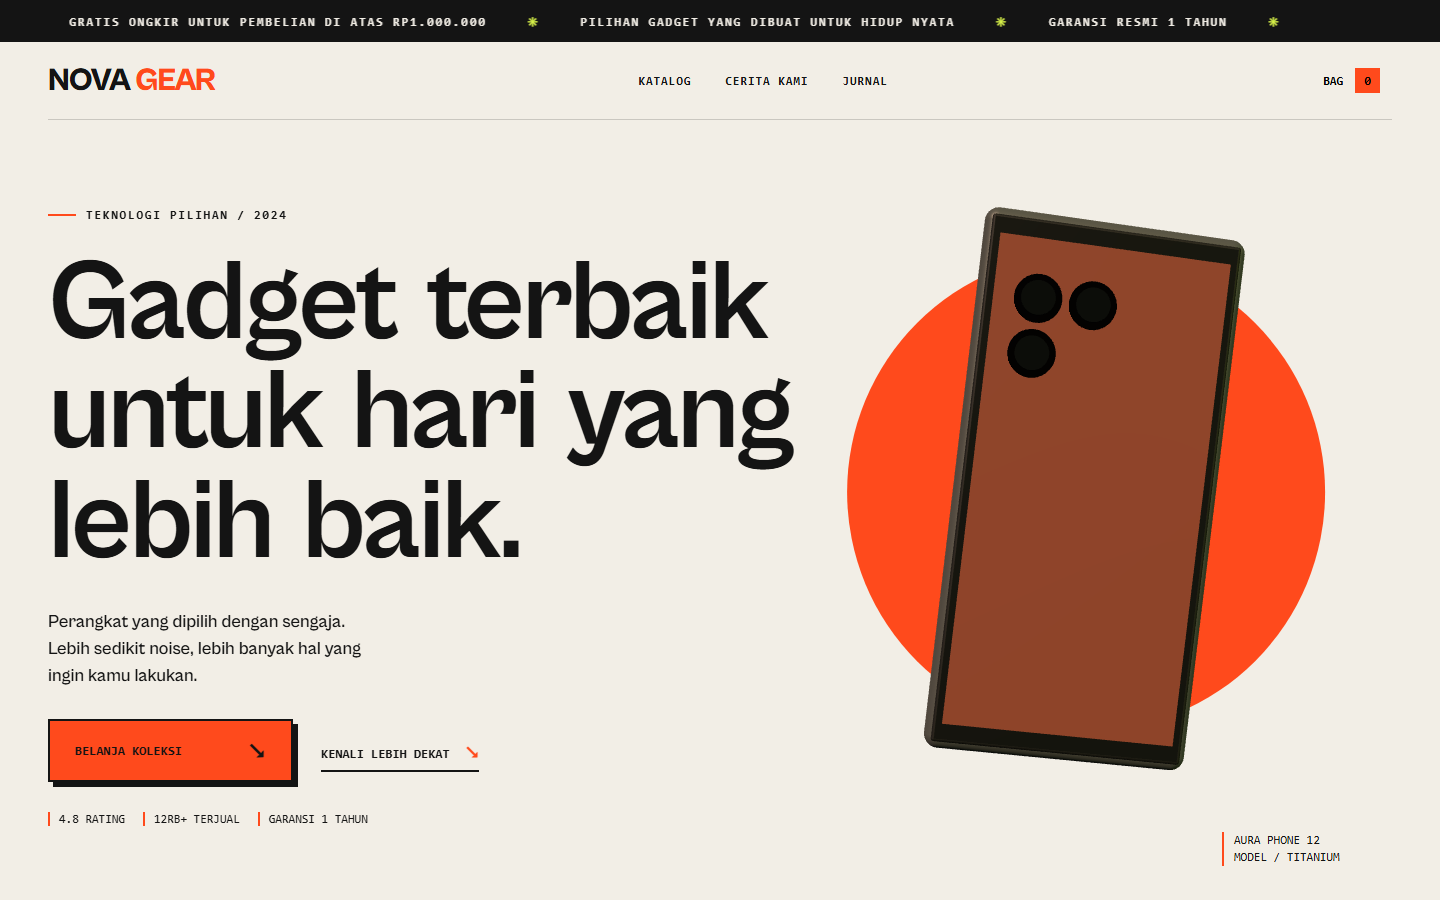 GRATIS ONGKIR UNTUK PEMBELIAN DI ATAS RP1.000.000 ✳ PILIHAN GADGET YANG DIBUAT UNTUK HIDUP NYATA ✳ GARANSI RESMI 1 TAHUN ✳
NOVA GEAR
KATALOG CERITA KAMI JURNAL
BAG 0
TEKNOLOGI PILIHAN / 2024
Gadget terbaik
untuk hari yang
lebih baik.
Perangkat yang dipilih dengan sengaja.
Lebih sedikit noise, lebih banyak hal yang
ingin kamu lakukan.
BELANJA KOLEKSI ↘
KENALI LEBIH DEKAT ↘
4.8 RATING
12RB+ TERJUAL
GARANSI 1 TAHUN
AURA PHONE 12
MODEL / TITANIUM